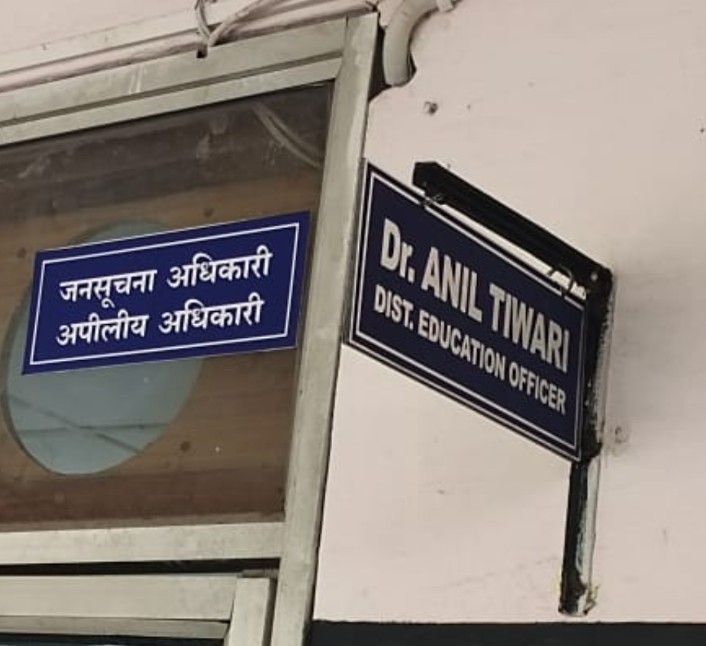 जनसूचना अधिकारी
अपीलीय अधिकारी
Dr. ANIL TIWARI
DIST. EDUCATION OFFICER